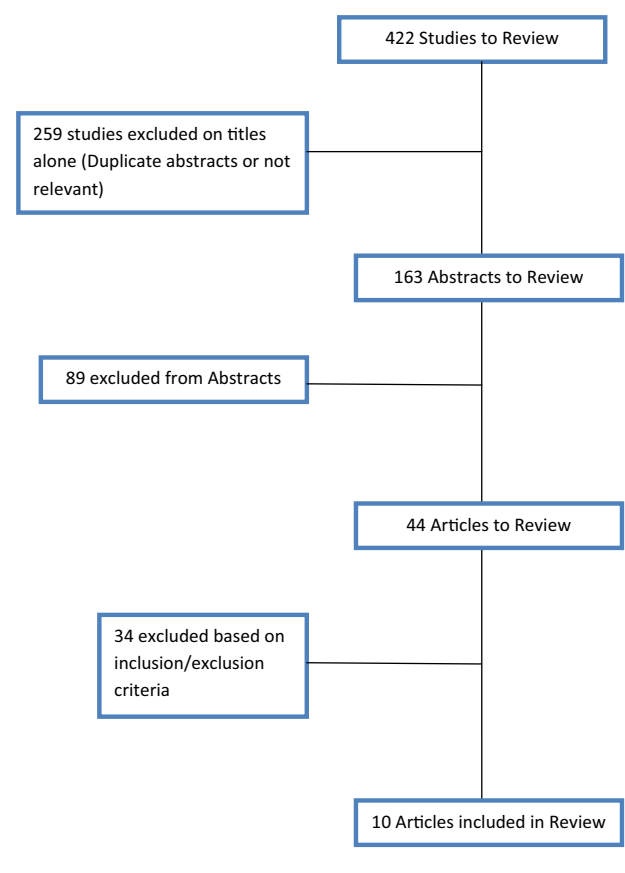 422 Studies to Review
259 studies excluded on titles
alone (Duplicate abstracts or not
relevant)
163 Abstracts to Review
89 excluded from Abstracts
44 Articles to Review
34 excluded based on
inclusion/exclusion
criteria
10 Articles included in Review